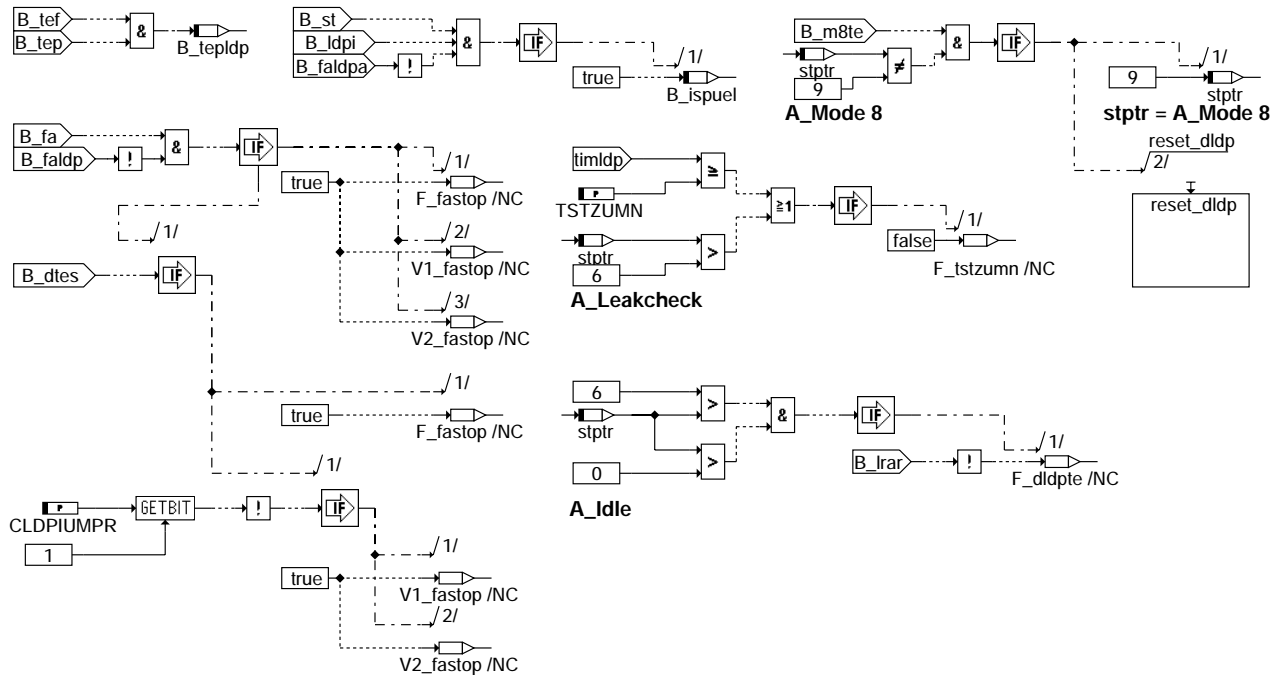 B_tef
B_tep
&
B_tepldp
B_st
B_ldpi
B_faldpa
!
&
IF
/1/
true
B_ispuel
B_m8te
stptr
9
≠
A_Mode 8
&
IF
/1/
9
stptr
stptr = A_Mode 8
reset_dldp
2/
reset_dldp
B_fa
B_faldp
!
&
IF
/1/
true
F_fastop /NC
/2/
V1_fastop /NC
/3/
V2_fastop /NC
/1/
B_dtes
IF
/1/
true
F_fastop /NC
/1/
timldp
P
TSTZUMN
≥
stptr
6
>
A_Leakcheck
≥1
IF
/1/
false
F_tstzumn /NC
6
stptr
0
>
>
A_Idle
&
IF
/1/
B_lrar
!
F_dldpte /NC
P
CLDPIUMPR
GETBIT
1
!
IF
/1/
true
V1_fastop /NC
/2/
V2_fastop /NC